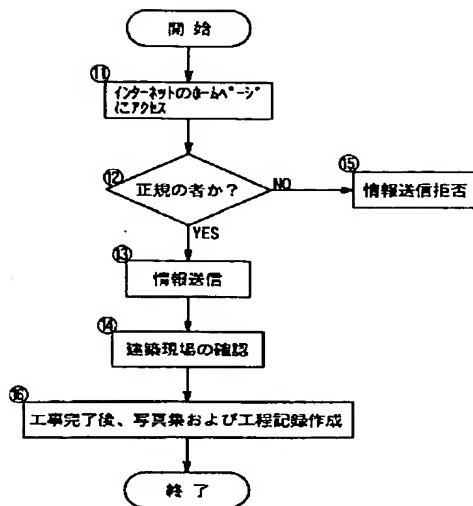 開始
⑪
インターネットのホームページ
にアクセス
⑫
正規の者か?
NO
⑮
情報送信拒否
YES
⑬
情報送信
⑭
建築現場の確認
⑯
工事完了後、写真集および工程記録作成
終了